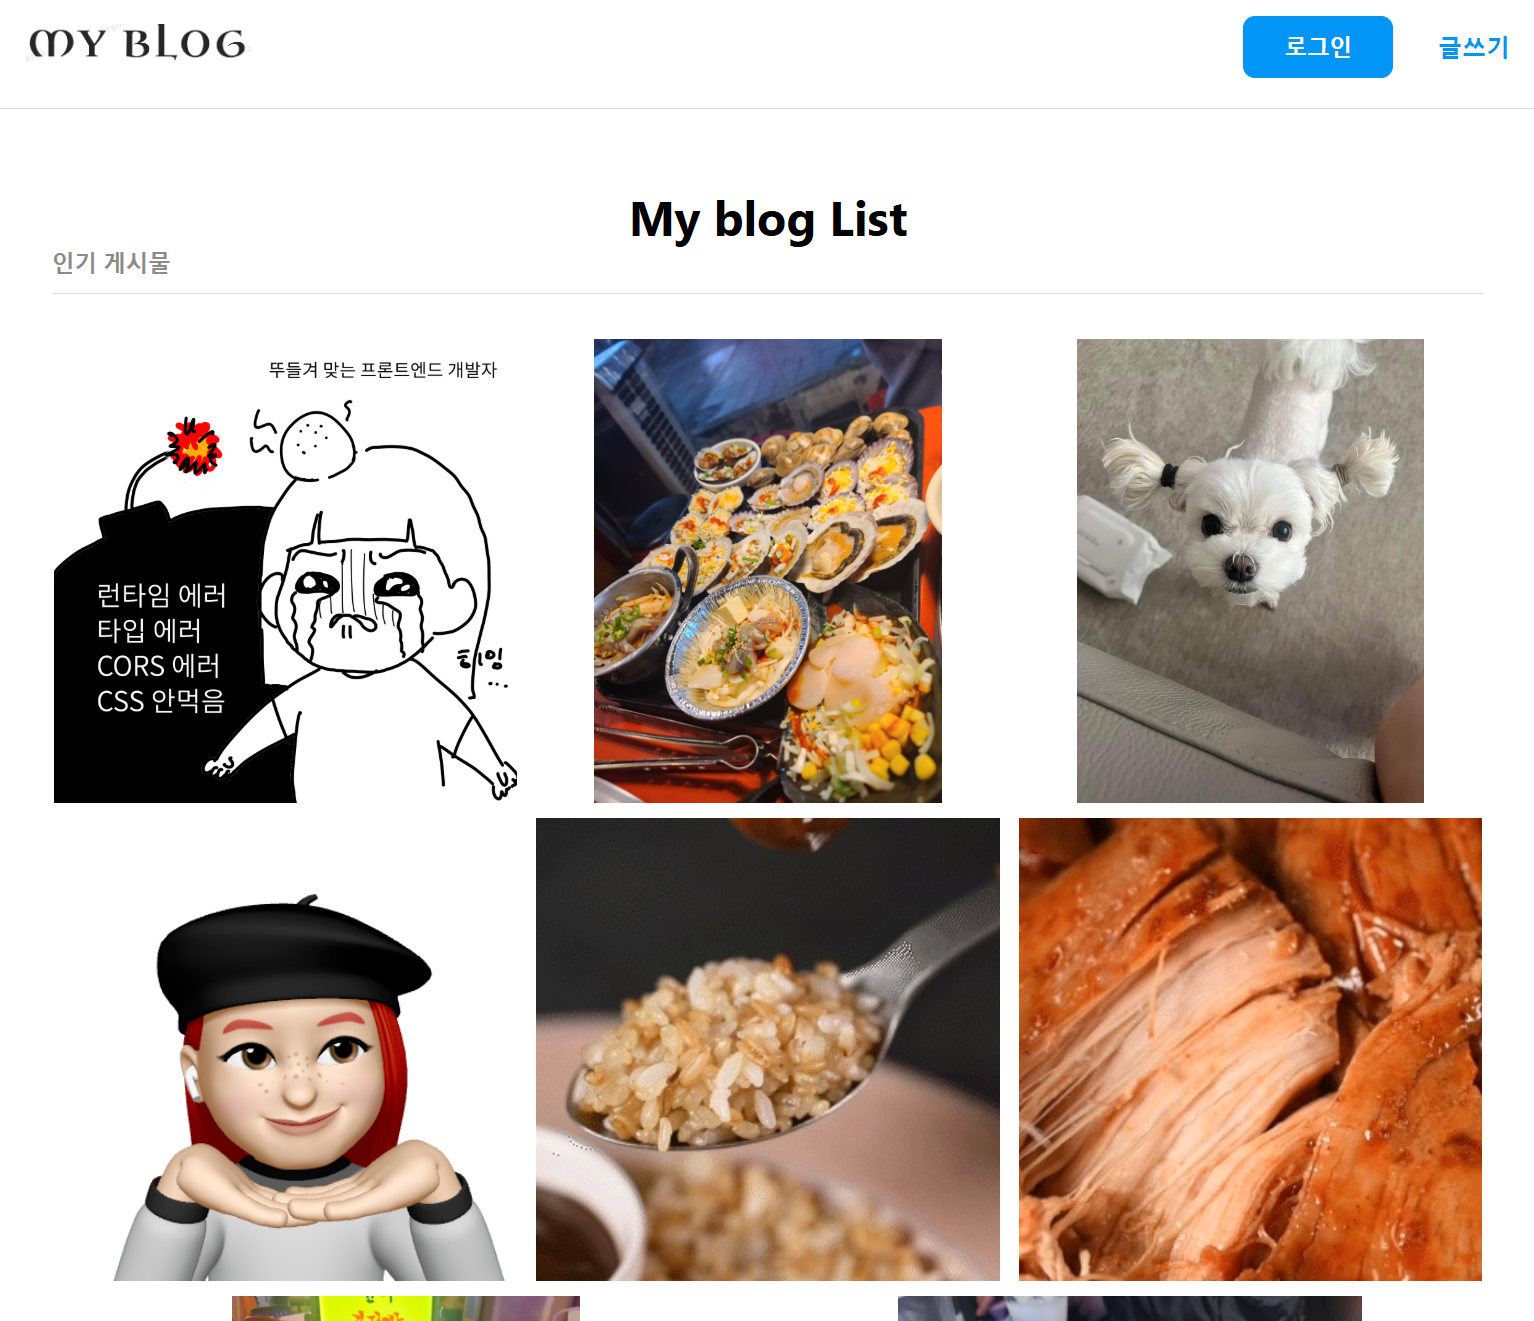 MY BLOG
로그인
글쓰기
My blog List
인기 게시물
뚜들겨 맞는 프론트엔드 개발자
런타임 에러
타입 에러
CORS 에러
CSS 안먹음
타임
...